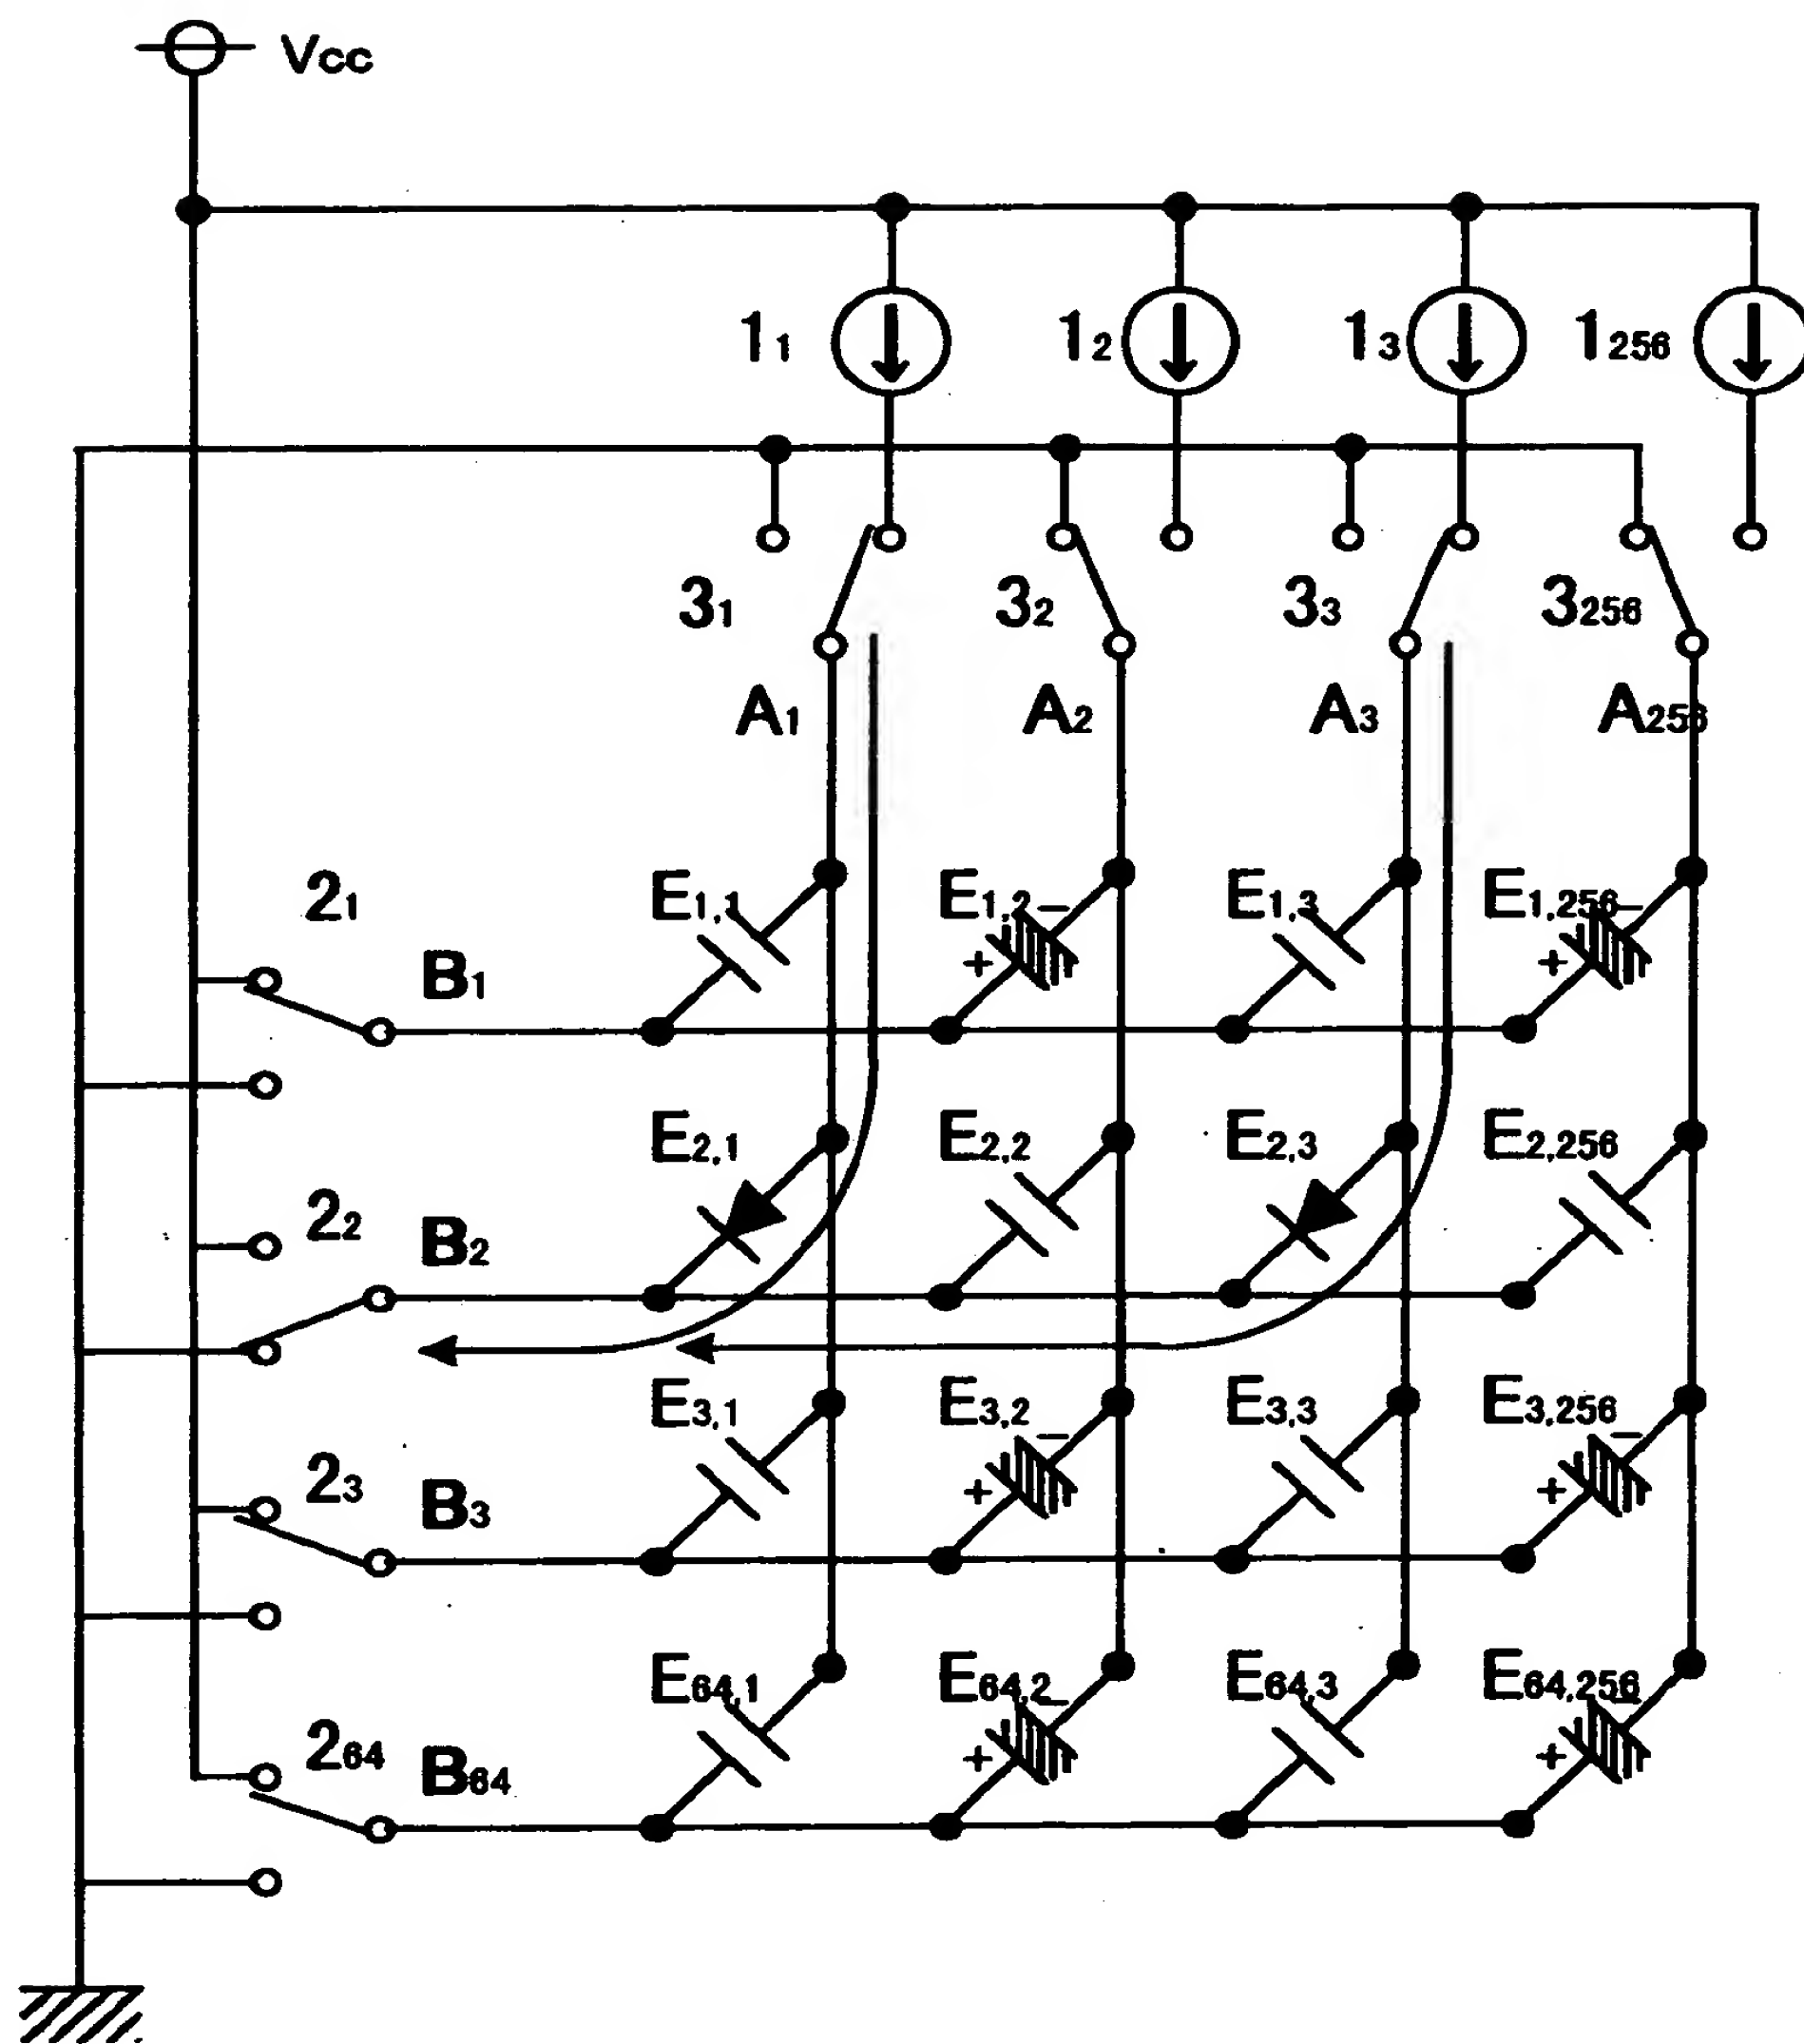 Vcc
1₁ 1₂ 1₃ 1₂₅₆
3₁ 3₂ 3₃ 3₂₅₆
A₁ A₂ A₃ A₂₅₆
2₁ B₁ E₁,₁ E₁,₂ − + E₁,₃ E₁,₂₅₆ − +
2₂ B₂ E₂,₁ E₂,₂ E₂,₃ E₂,₂₅₆
2₃ B₃ E₃,₁ E₃,₂ − + E₃,₃ E₃,₂₅₆ − +
2₆₄ B₆₄ E₆₄,₁ E₆₄,₂ − + E₆₄,₃ E₆₄,₂₅₆ − +